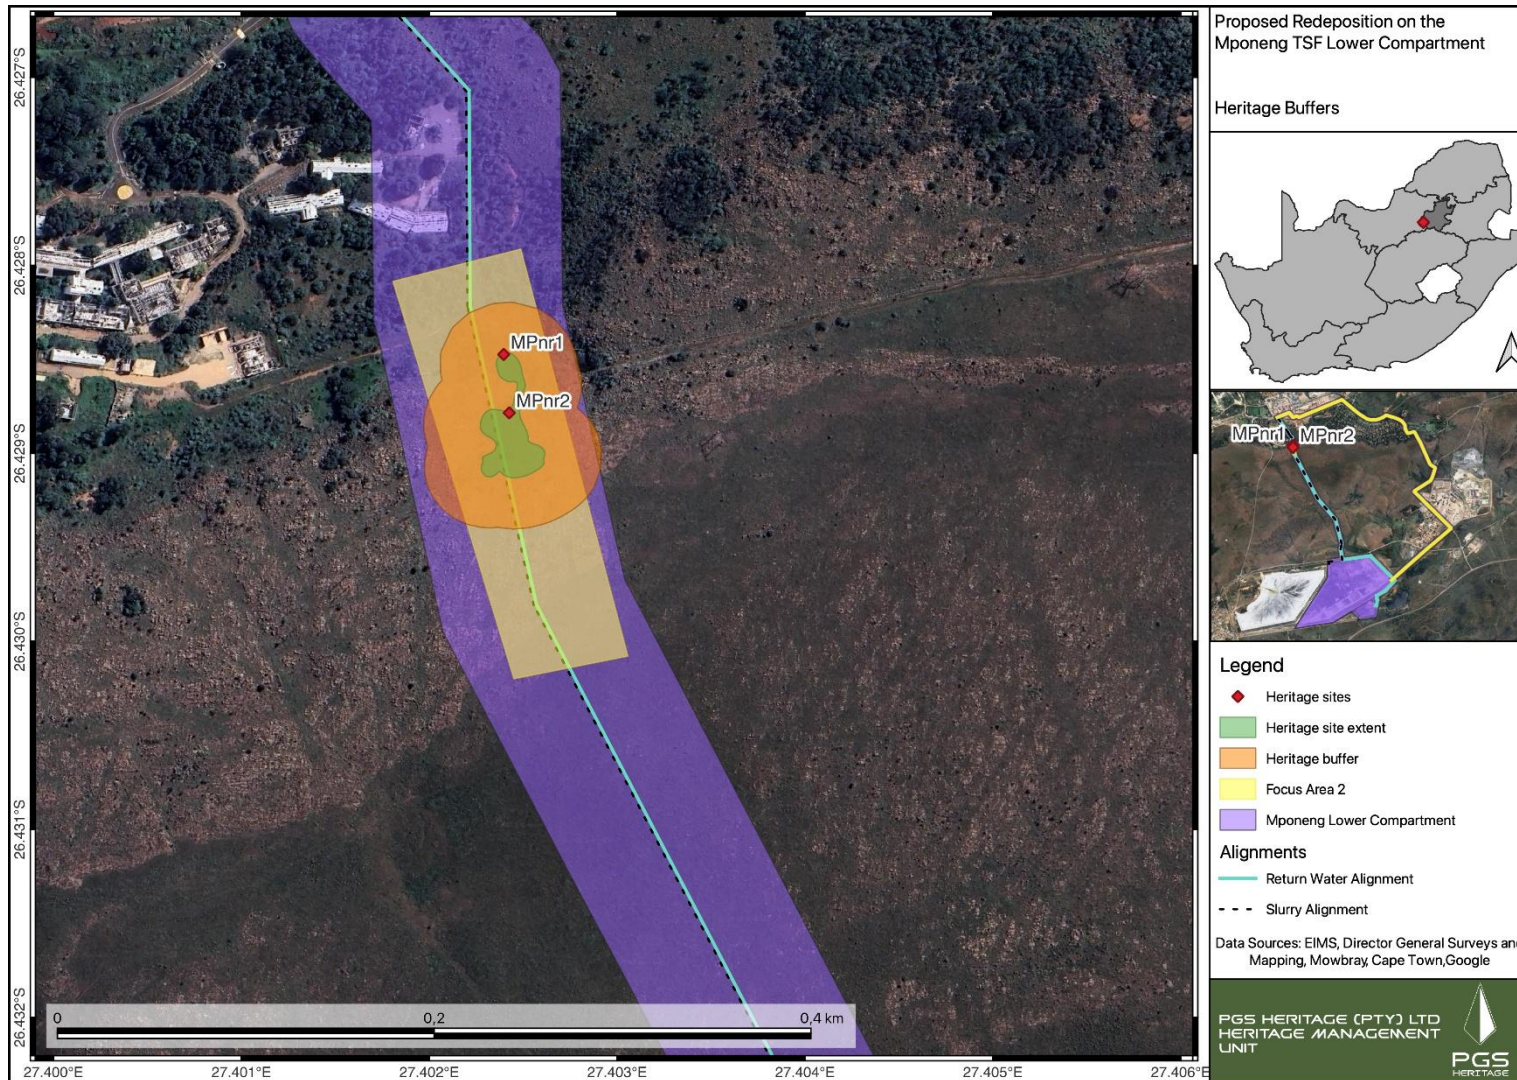 Proposed Redeposition on the
Mponeng TSF Lower Compartment
Heritage Buffers
26.427°S
26.428°S
26.429°S
26.430°S
26.431°S
26.432°S
MPnr1
MPnr2
0
0,2
0,4 km
27.400°E
27.401°E
27.402°E
27.403°E
27.404°E
27.405°E
27.406°E
MPnr1
MPnr2
Legend
Heritage sites
Heritage site extent
Heritage buffer
Focus Area 2
Mponeng Lower Compartment
Alignments
Return Water Alignment
Slurry Alignment
Data Sources: EIMS, Director General Surveys and
Mapping, Mowbray, Cape Town,Google
PGS HERITAGE (PTY) LTD
HERITAGE MANAGEMENT
UNIT
PGS
HERITAGE